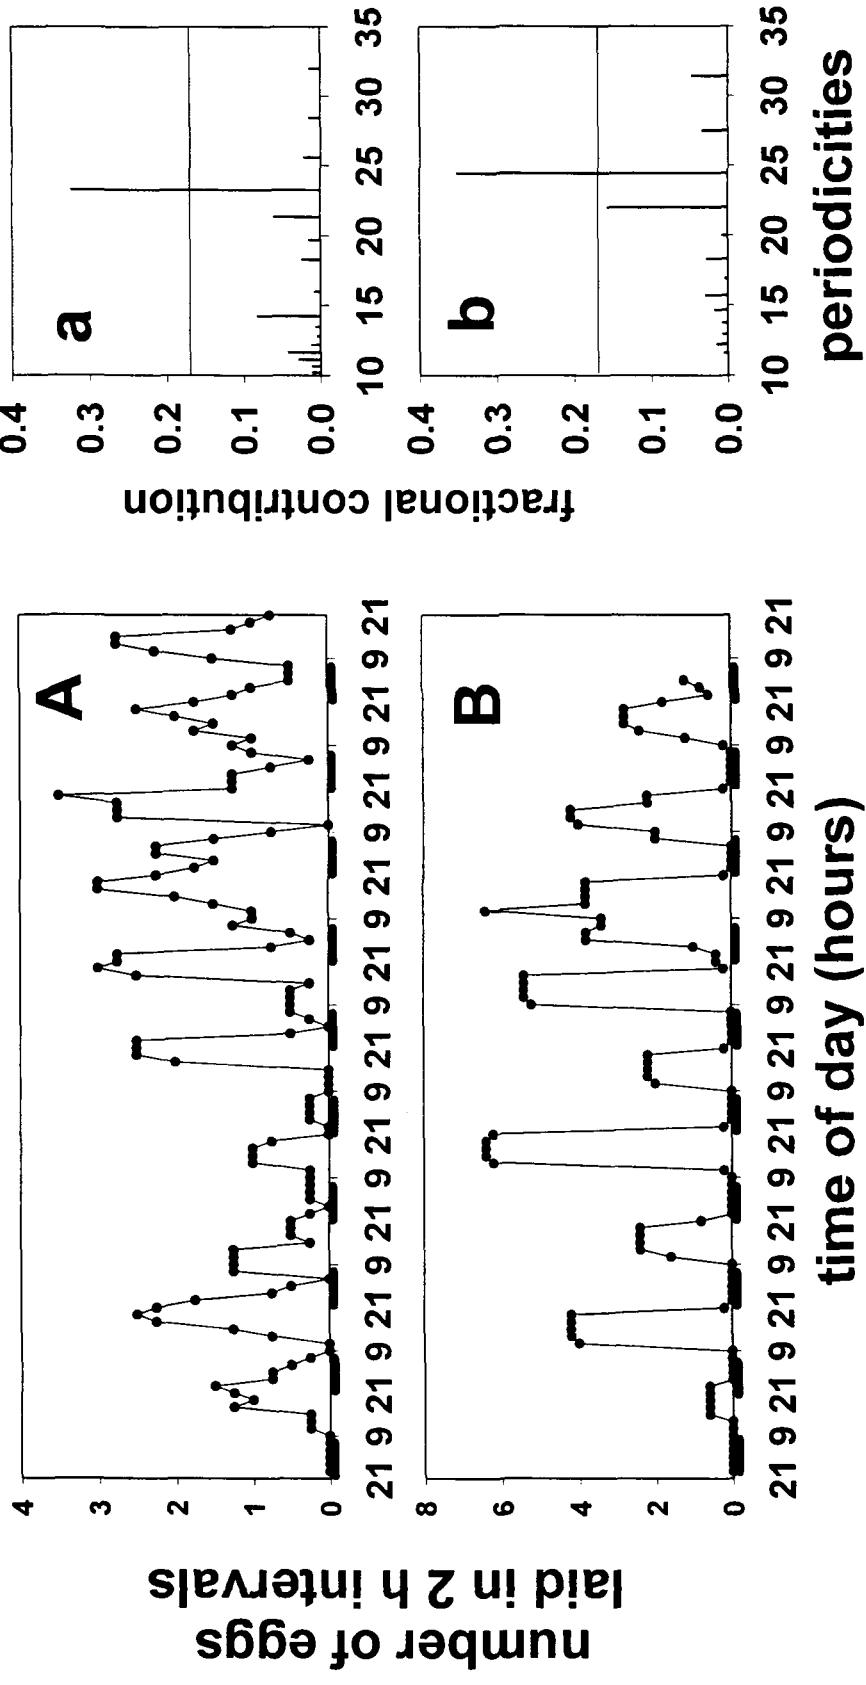 number of eggs
laid in 2 h intervals
A
4
3
2
1
0
21 9 21 9 21 9 21 9 21 9 21 9 21 9 21 9 21 9 21 9 21
B
8
6
4
2
0
21 9 21 9 21 9 21 9 21 9 21 9 21 9 21 9 21 9 21 9 21
time of day (hours)
fractional contribution
a
0.4
0.3
0.2
0.1
0.0
10 15 20 25 30 35
b
0.4
0.2
0.1
0.0
10 15 20 25 30 35
periodicities